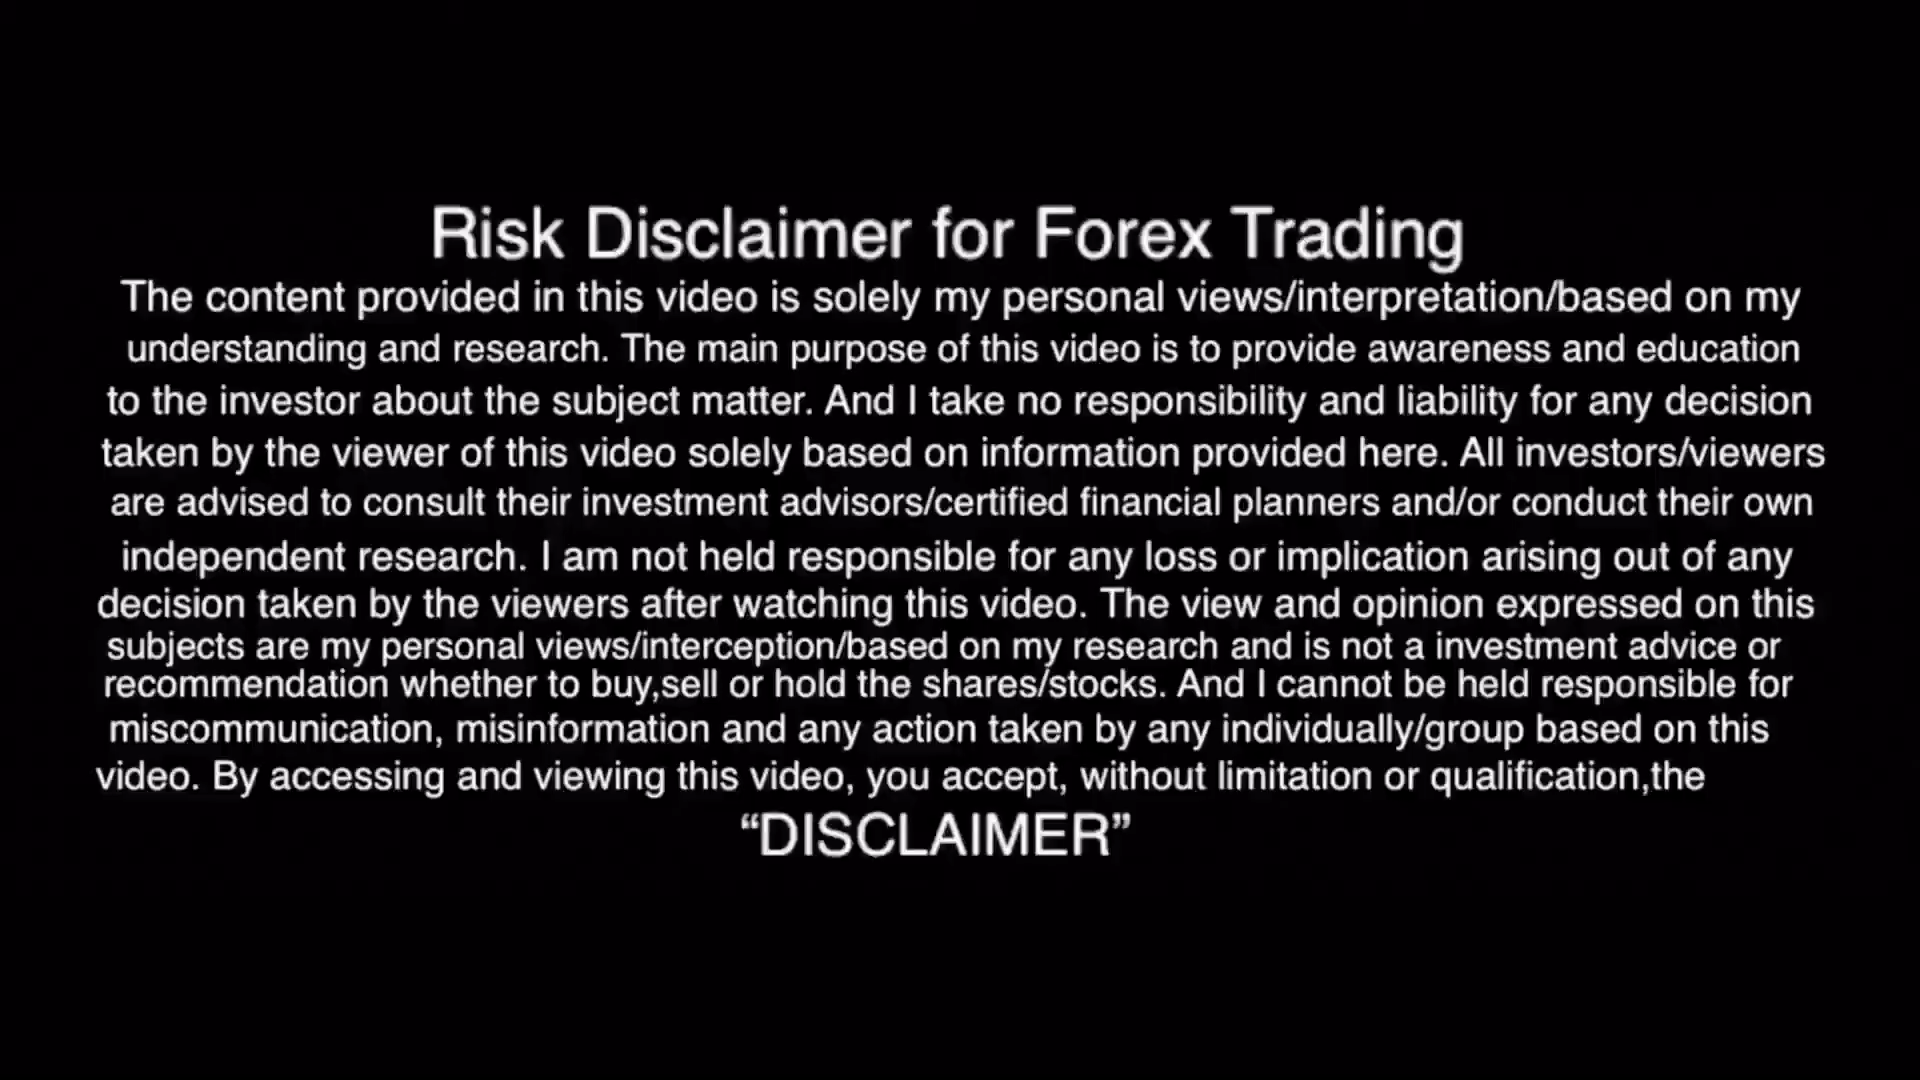 Risk Disclaimer for Forex Trading
The content provided in this video is solely my personal views/interpretation/based on my
understanding and research. The main purpose of this video is to provide awareness and education
to the investor about the subject matter. And I take no responsibility and liability for any decision
taken by the viewer of this video solely based on information provided here. All investors/viewers
are advised to consult their investment advisors/certified financial planners and/or conduct their own
independent research. I am not held responsible for any loss or implication arising out of any
decision taken by the viewers after watching this video. The view and opinion expressed on this
subjects are my personal views/interception/based on my research and is not a investment advice or
recommendation whether to buy,sell or hold the shares/stocks. And I cannot be held responsible for
miscommunication, misinformation and any action taken by any individually/group based on this
video. By accessing and viewing this video, you accept, without limitation or qualification,the
“DISCLAIMER”